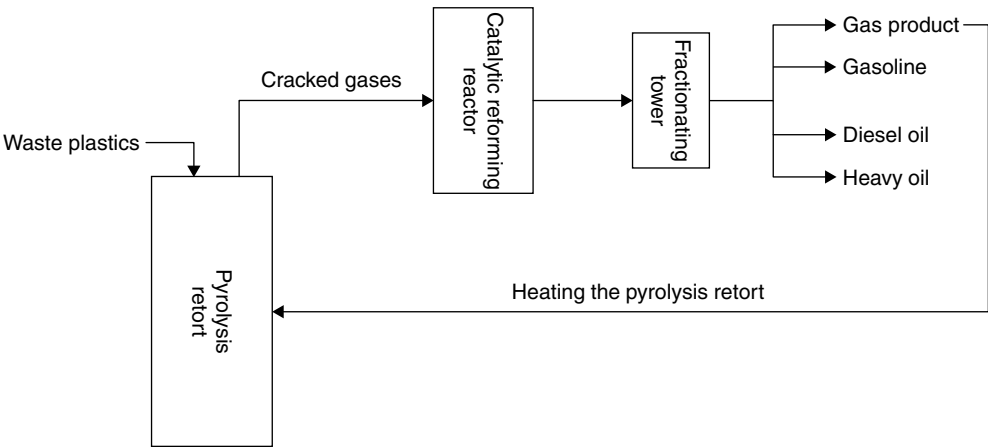 Gas product
Gasoline
Diesel oil
Heavy oil
Catalytic reforming
reactor
Fractionating
tower
Cracked gases
Waste plastics
Pyrolysis
retort
Heating the pyrolysis retort